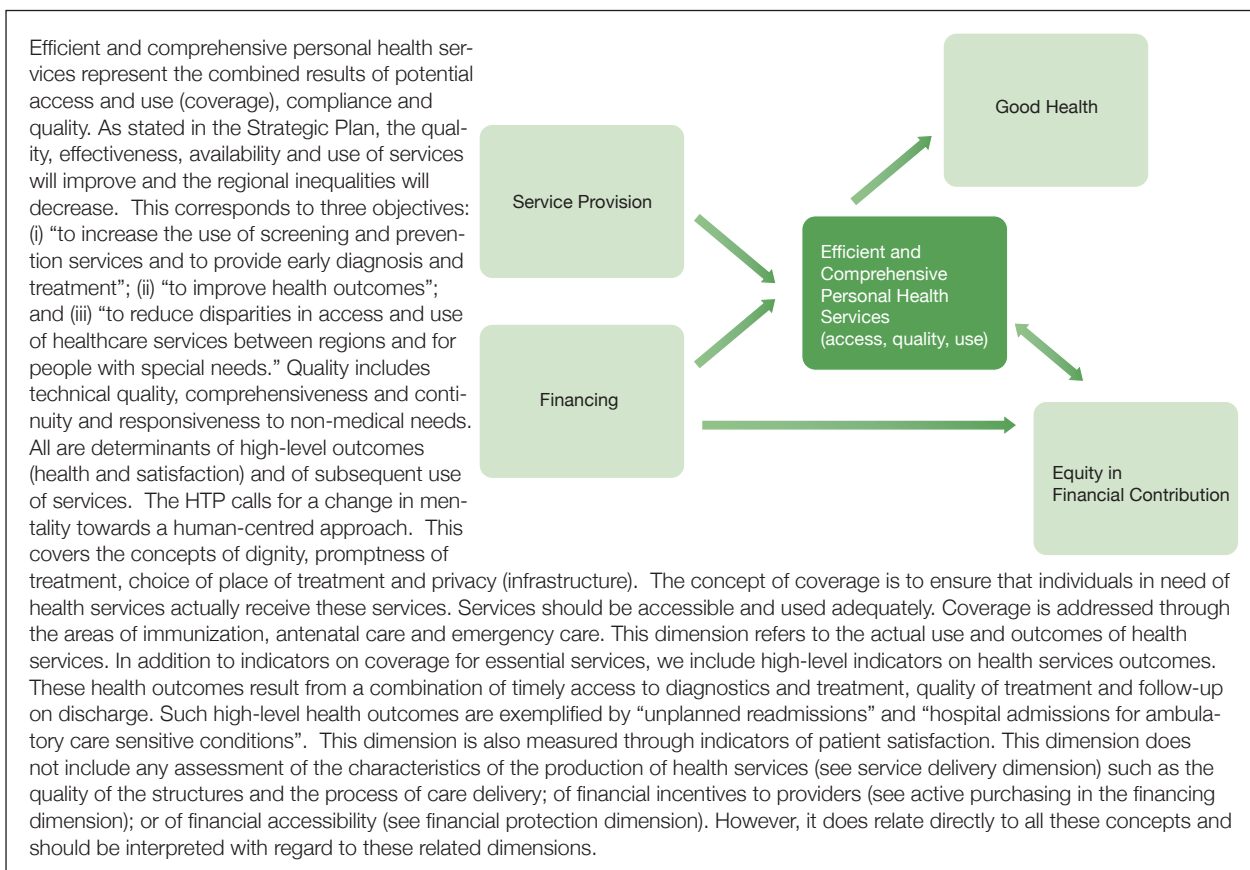 Efficient and comprehensive personal health ser-
vices represent the combined results of potential
access and use (coverage), compliance and
quality. As stated in the Strategic Plan, the qual-
ity, effectiveness, availability and use of services
will improve and the regional inequalities will
decrease. This corresponds to three objectives:
(i) “to increase the use of screening and preven-
tion services and to provide early diagnosis and
treatment”; (ii) “to improve health outcomes”;
and (iii) “to reduce disparities in access and use
of healthcare services between regions and for
people with special needs.” Quality includes
technical quality, comprehensiveness and conti-
nuity and responsiveness to non-medical needs.
All are determinants of high-level outcomes
(health and satisfaction) and of subsequent use
of services. The HTP calls for a change in men-
tality towards a human-centred approach. This
covers the concepts of dignity, promptness of
treatment, choice of place of treatment and privacy (infrastructure). The concept of coverage is to ensure that individuals in need of
health services actually receive these services. Services should be accessible and used adequately. Coverage is addressed through
the areas of immunization, antenatal care and emergency care. This dimension refers to the actual use and outcomes of health
services. In addition to indicators on coverage for essential services, we include high-level indicators on health services outcomes.
These health outcomes result from a combination of timely access to diagnostics and treatment, quality of treatment and follow-up
on discharge. Such high-level health outcomes are exemplified by “unplanned readmissions” and “hospital admissions for ambula-
tory care sensitive conditions”. This dimension is also measured through indicators of patient satisfaction. This dimension does
not include any assessment of the characteristics of the production of health services (see service delivery dimension) such as the
quality of the structures and the process of care delivery; of financial incentives to providers (see active purchasing in the financing
dimension); or of financial accessibility (see financial protection dimension). However, it does relate directly to all these concepts and
should be interpreted with regard to these related dimensions.
Good Health
Service Provision
Efficient and
Comprehensive
Personal Health
Services
(access, quality, use)
Financing
Equity in
Financial Contribution